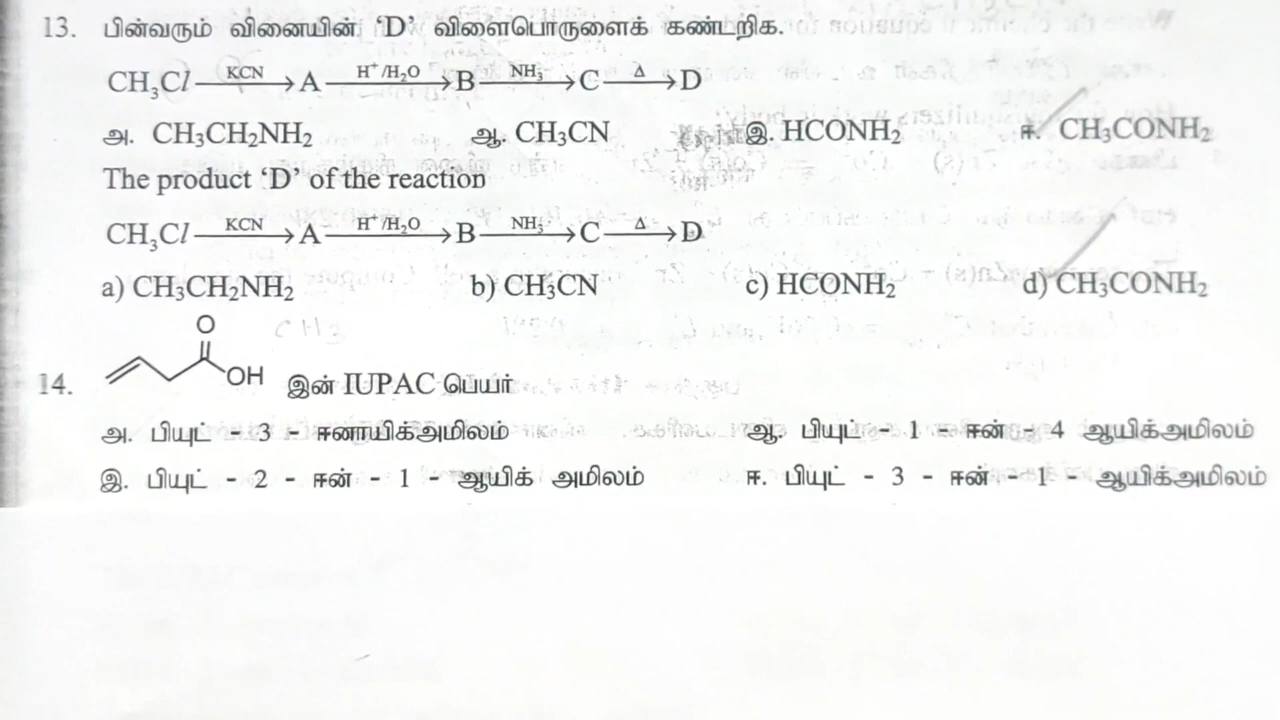 13. பின்வரும் வினையின் ‘D’ விளைபொருளைக் கண்டறிக.
CH₃Cl —KCN→ A —H⁺/H₂O→ B —NH₃→ C —Δ→ D
அ. CH₃CH₂NH₂ ஆ. CH₃CN இ. HCONH₂ ஈ. CH₃CONH₂
The product ‘D’ of the reaction
CH₃Cl —KCN→ A —H⁺/H₂O→ B —NH₃→ C —Δ→ D
a) CH₃CH₂NH₂ b) CH₃CN c) HCONH₂ d) CH₃CONH₂
O
14. OH இன் IUPAC பெயர்
அ. பியுட் - 3 - ஈனாயிக்அமிலம் ஆ. பியுட் - 1 - ஈன் - 4 ஆயிக்அமிலம்
இ. பியுட் - 2 - ஈன் - 1 - ஆயிக் அமிலம் ஈ. பியுட் - 3 - ஈன் - 1 - ஆயிக்அமிலம்